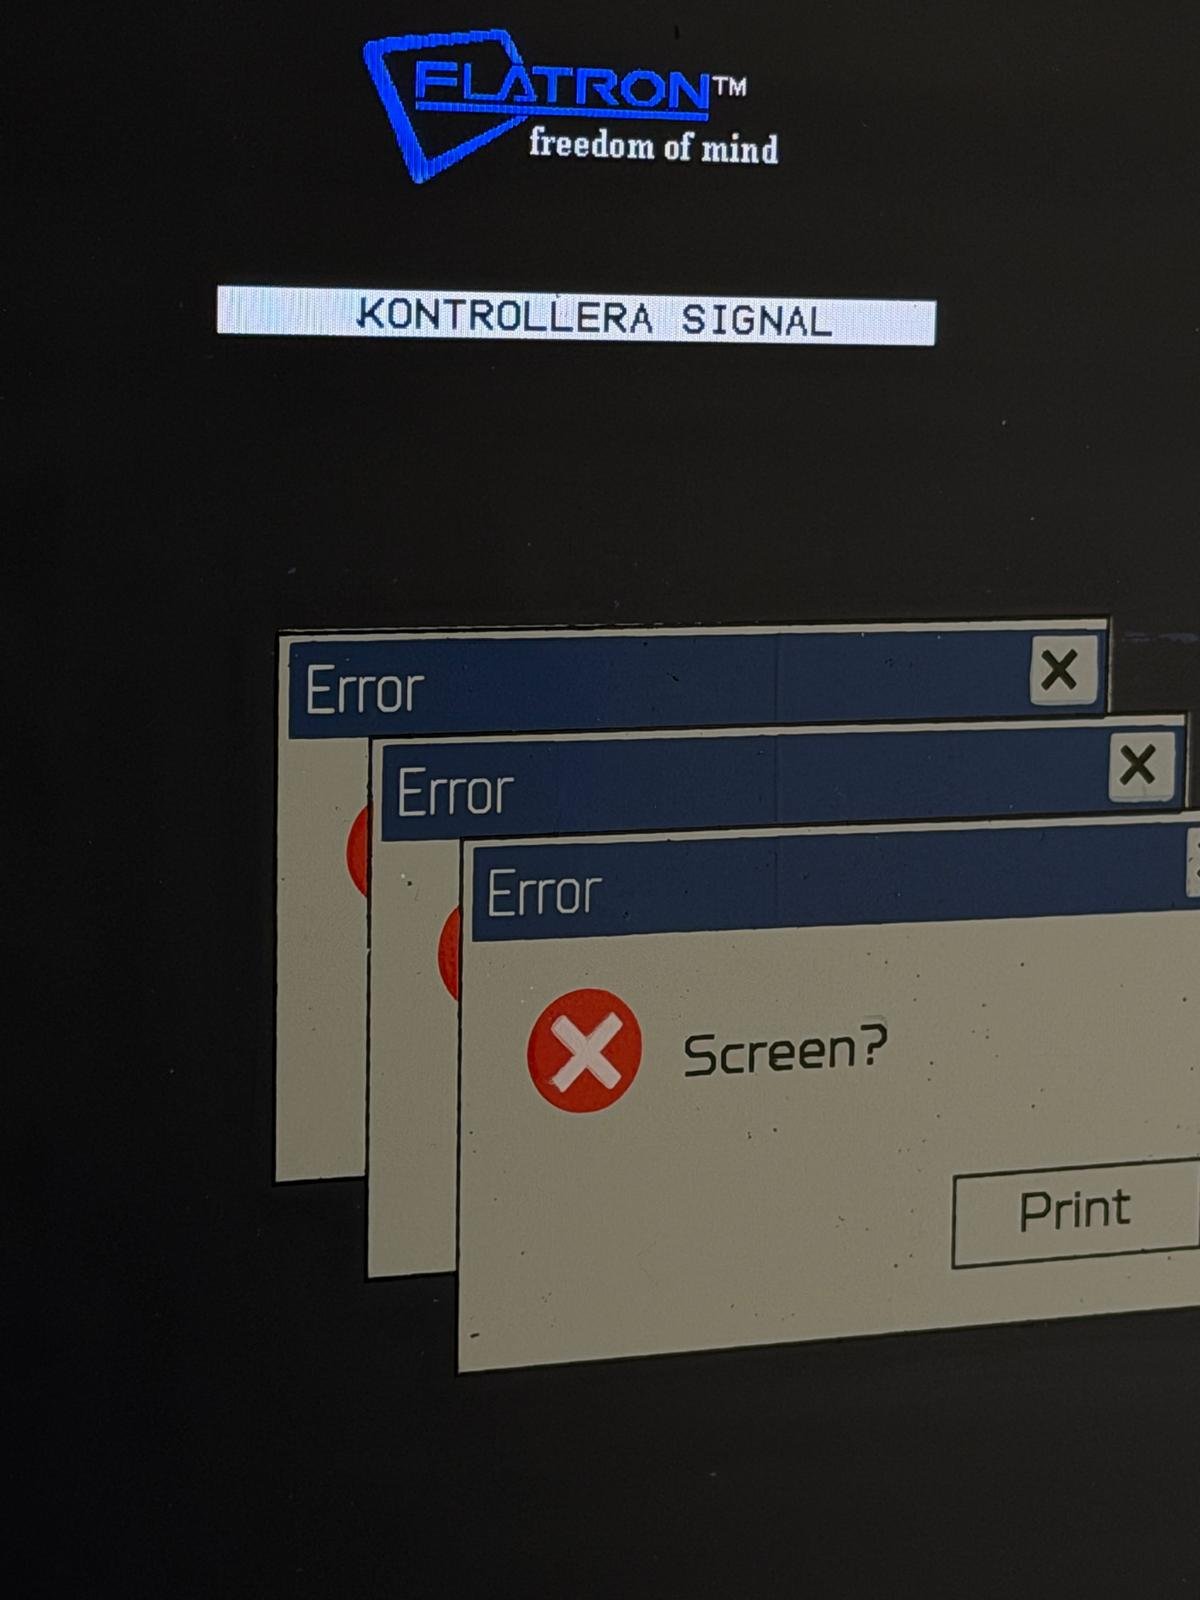 FLATRON™
freedom of mind
KONTROLLERA SIGNAL
Error
Error
Error
Screen?
Print